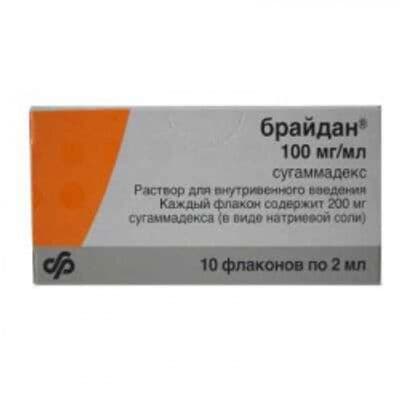 брайдан®
100 мг/мл
сугаммадекс
Раствор для внутривенного введения
Каждый флакон содержит 200 мг
сугаммадекса (в виде натриевой соли)
10 флаконов по 2 мл